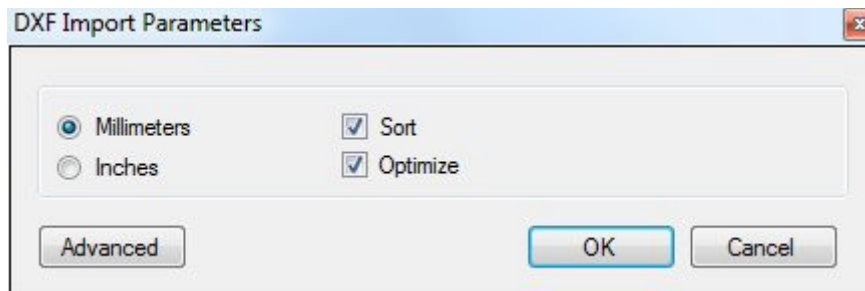 DXF Import Parameters
Millimeters Sort
Inches Optimize
Advanced OK Cancel